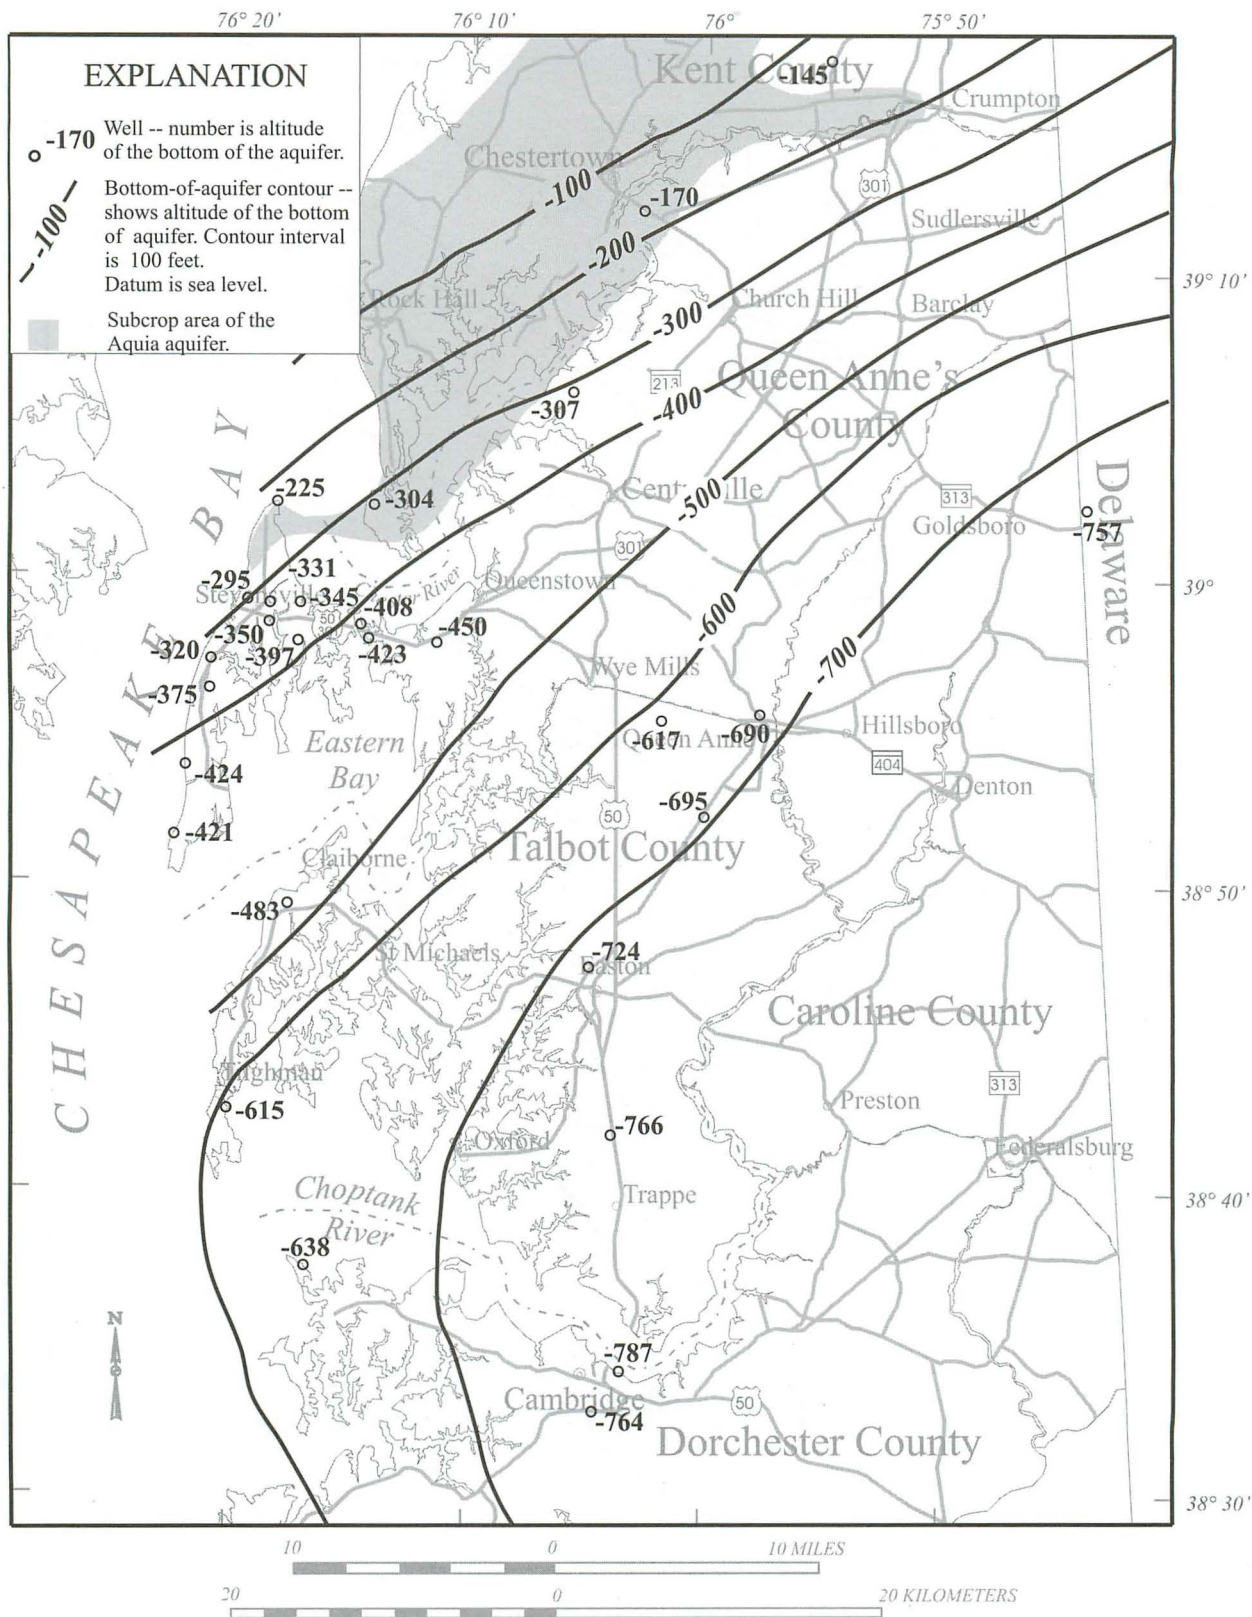 76° 20'
76° 10'
76°
75° 50'
EXPLANATION
-170
Well -- number is altitude
of the bottom of the aquifer.
-100
Bottom-of-aquifer contour --
shows altitude of the bottom
of aquifer. Contour interval
is 100 feet.
Datum is sea level.
Subcrop area of the
Aquia aquifer.
Kent County
-145
Crumpton
Chestertown
301
-100
-170
Sudlersville
-200
39° 10'
Rock Hall
Church Hill
Barclay
-300
213
Queen Anne's
County
-307
-400
CHESAPEAKE BAY
-225
-304
Centreville
-500
313
Goldsboro
-757
Delaware
301
-331
-295
Stevensville
-345
Chester River
Queenstown
39°
-408
50
-350
-450
-600
-320
-397
-423
Wye Mills
-700
-375
Eastern
Bay
-617
Queen Anne
-690
Hillsboro
404
-424
Denton
-695
50
-421
Claiborne
Talbot County
38° 50'
-483
St Michaels
-724
Easton
Caroline County
Tilghman
313
-615
Preston
-766
Oxford
Federalsburg
Choptank
River
Trappe
38° 40'
-638
N
-787
Cambridge
-764
50
Dorchester County
38° 30'
10
0
10 MILES
20
0
20 KILOMETERS